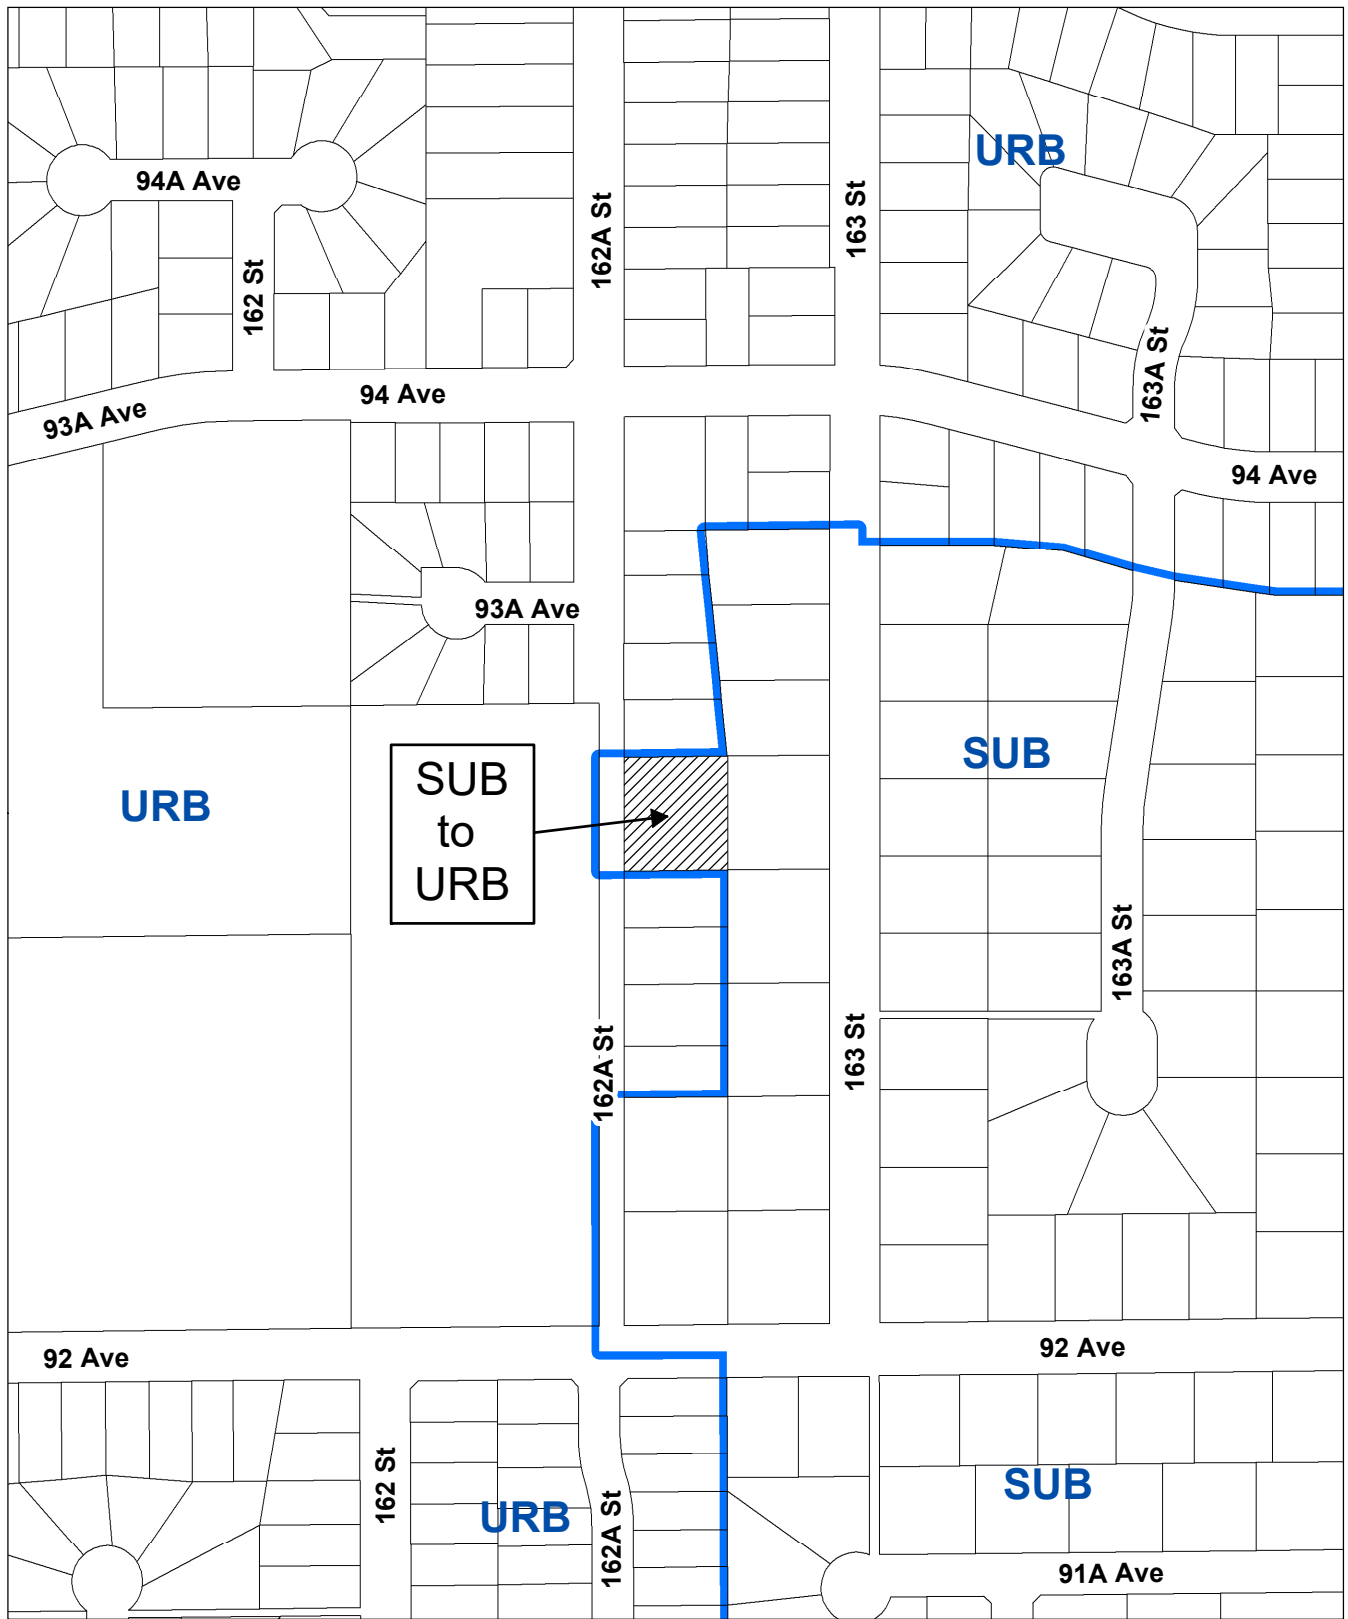 URB
94A Ave
162A St
163 St
162 St
163A St
94 Ave
93A Ave
94 Ave
93A Ave
SUB
SUB
to
URB
URB
163A St
163 St
162A St
92 Ave
92 Ave
162 St
SUB
URB
162A St
91A Ave